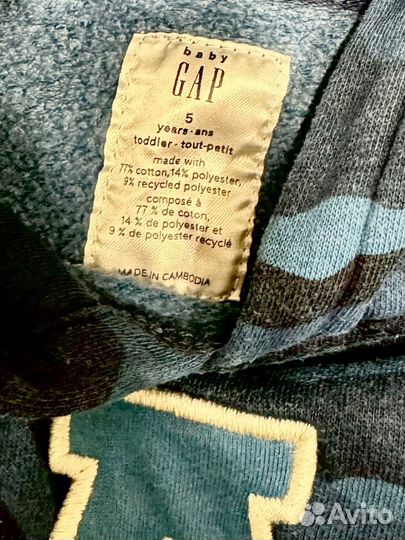 baby
GAP
5
years·ans
toddler·tout-petit
made with
77% cotton,14% polyester,
9% recycled polyester
composé à
77 % de coton,
14 % de polyester et
9 % de polyester recyclé
MADE IN CAMBODIA
Avito